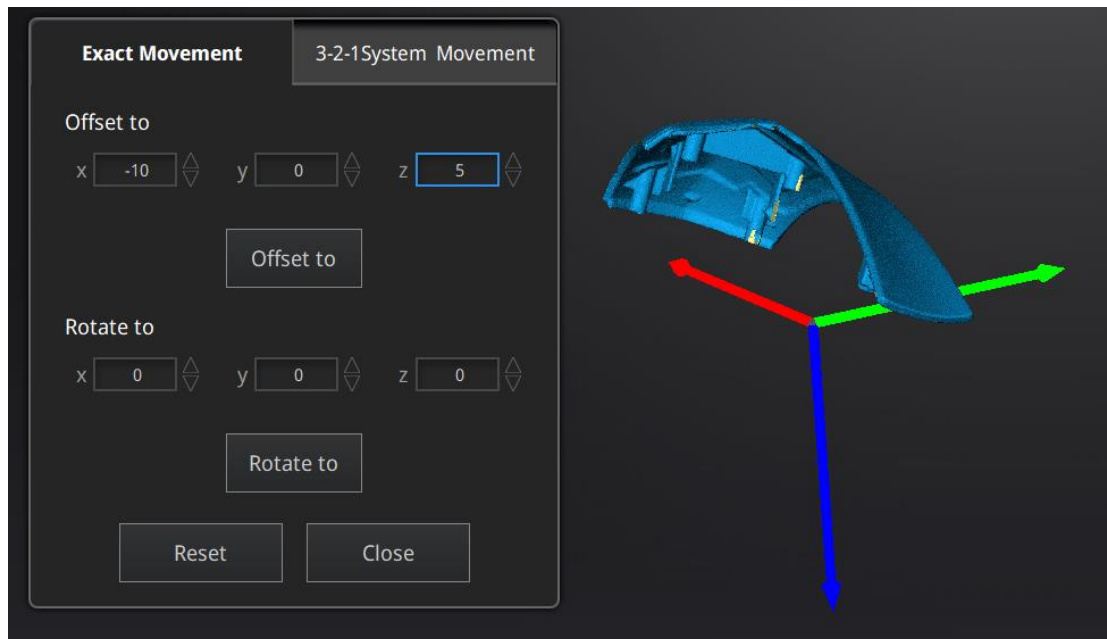 Exact Movement 3-2-1System Movement
Offset to
x -10 y 0 z 5
Offset to
Rotate to
x 0 y 0 z 0
Rotate to
Reset Close